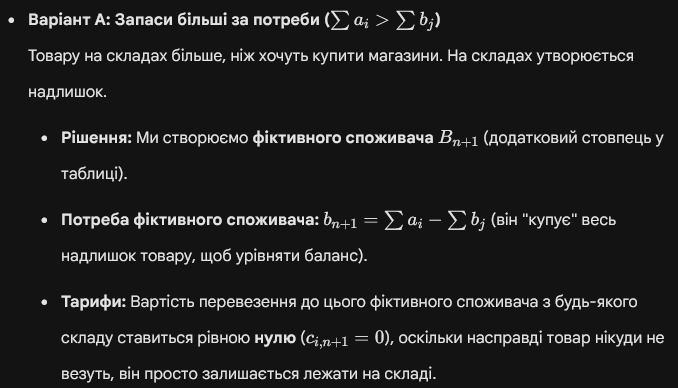 • Варіант А: Запаси більші за потреби (∑ aᵢ > ∑ bⱼ)
Товару на складах більше, ніж хочуть купити магазини. На складах утворюється
надлишок.
• Рішення: Ми створюємо фіктивного споживача Bₙ₊₁ (додатковий стовпець у
таблиці).
• Потреба фіктивного споживача: bₙ₊₁ = ∑ aᵢ − ∑ bⱼ (він "купує" весь
надлишок товару, щоб урівняти баланс).
• Тарифи: Вартість перевезення до цього фіктивного споживача з будь-якого
складу ставиться рівною нулю (cᵢ,ₙ₊₁ = 0), оскільки насправді товар нікуди не
везуть, він просто залишається лежати на складі.